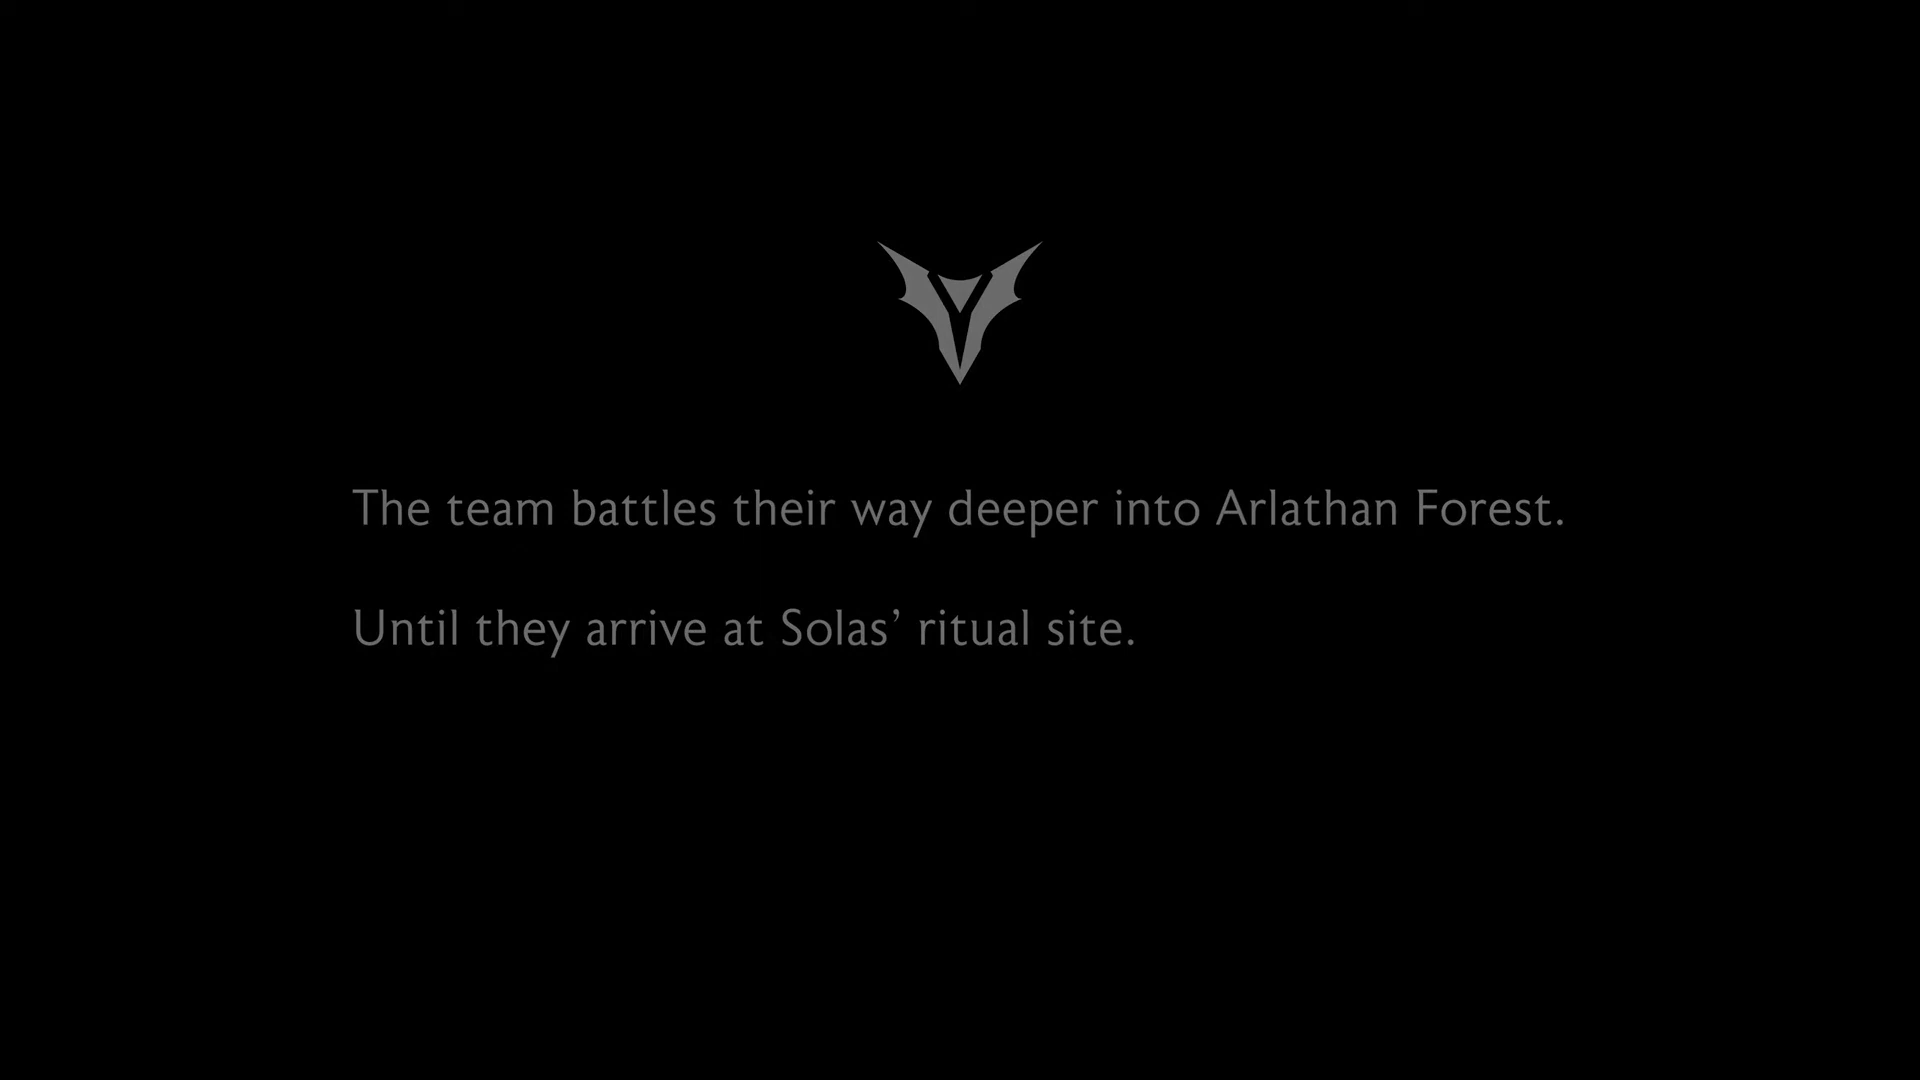 The team battles their way deeper into Arlathan Forest.
Until they arrive at Solas’ ritual site.